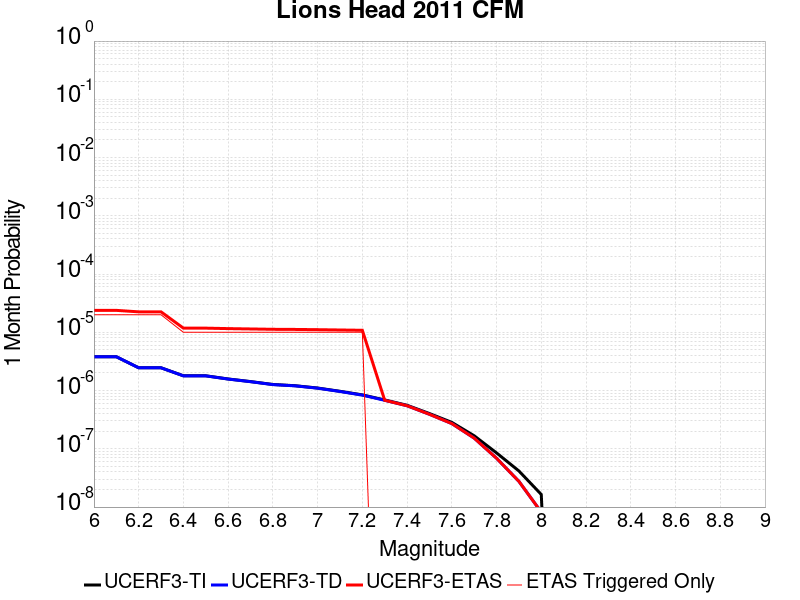 Lions Head 2011 CFM
10^0
10^-1
10^-2
10^-3
10^-4
10^-5
10^-6
10^-7
10^-8
1 Month Probability
6 6.2 6.4 6.6 6.8 7 7.2 7.4 7.6 7.8 8 8.2 8.4 8.6 8.8 9
Magnitude
UCERF3-TI UCERF3-TD UCERF3-ETAS ETAS Triggered Only